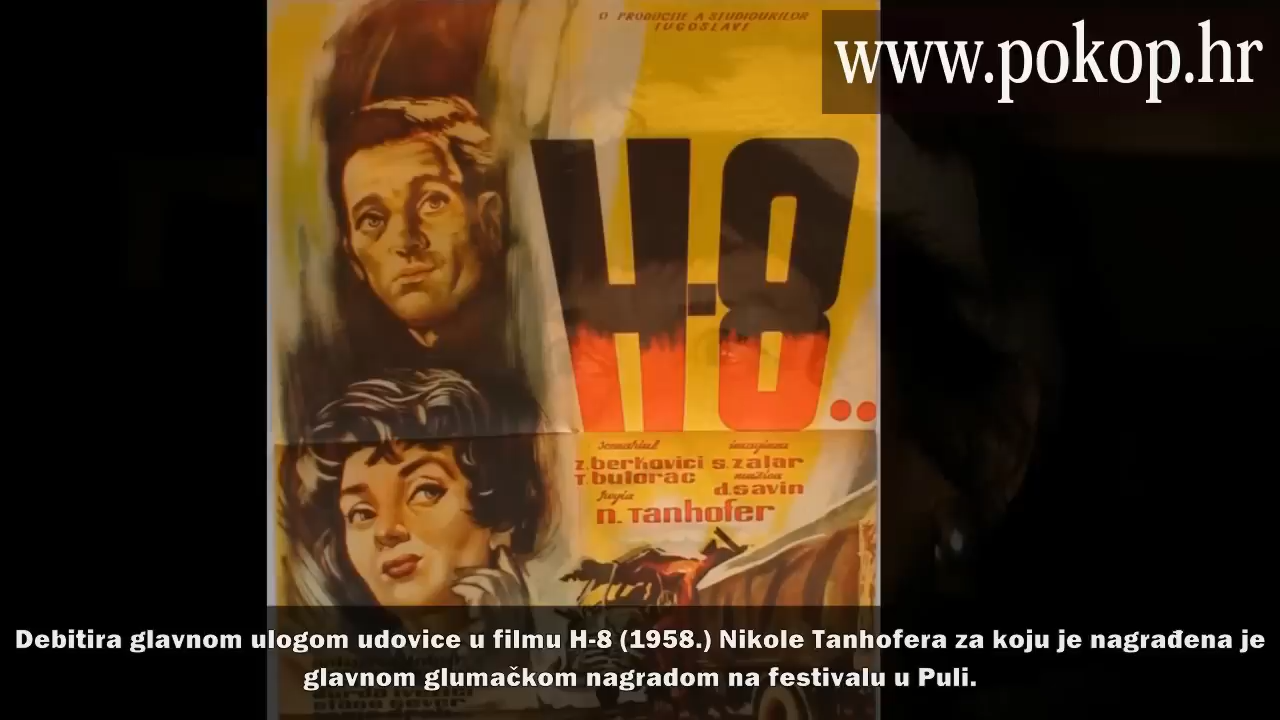 O PRODUCȚIE A STUDIOURILOR
IUGOSLAVE
www.pokop.hr
H-8..
scenariul imaginea
z. berkovici s. zalar
T. butorac muzica
d. savin
regia
n. Tanhofer
Debitira glavnom ulogom udovice u filmu H-8 (1958.) Nikole Tanhofera za koju je nagrađena je
glavnom glumačkom nagradom na festivalu u Puli.